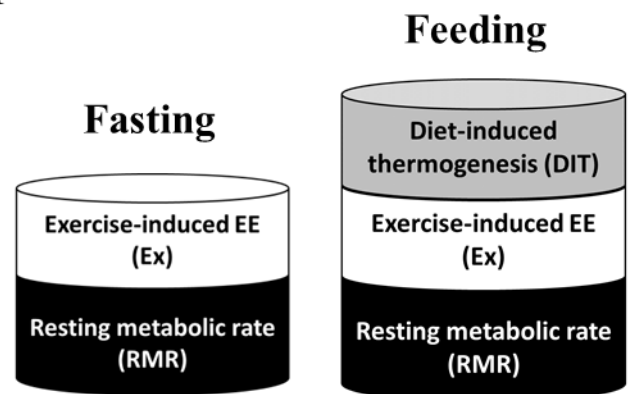 Fasting
Exercise-induced EE
(Ex)
Resting metabolic rate
(RMR)
Feeding
Diet-induced
thermogenesis (DIT)
Exercise-induced EE
(Ex)
Resting metabolic rate
(RMR)